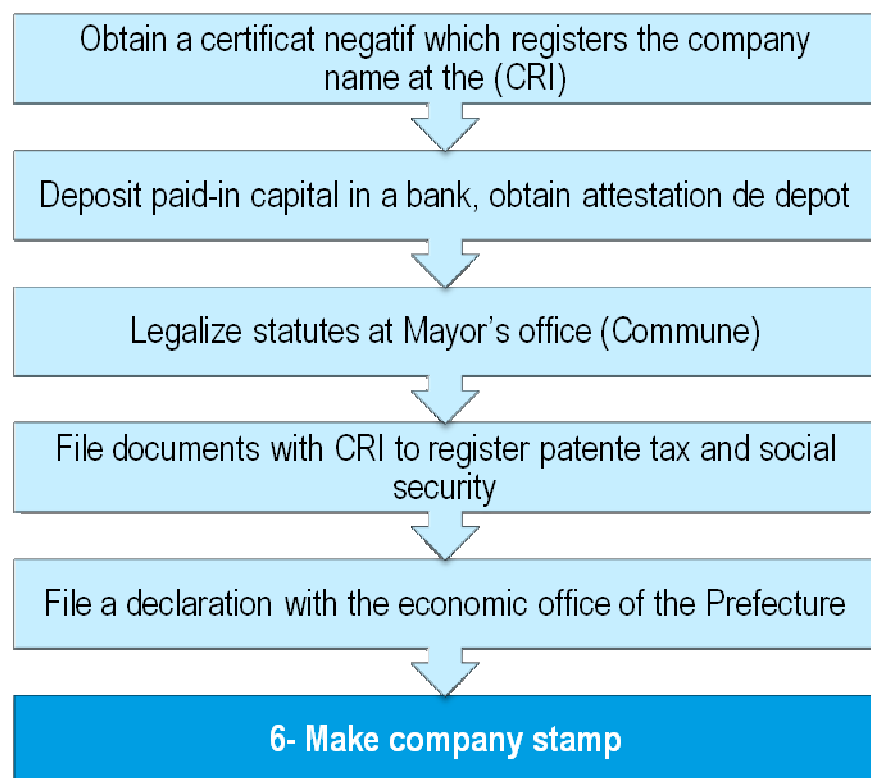 Obtain a certificat negatif which registers the company
name at the (CRI)
Deposit paid-in capital in a bank, obtain attestation de depot
Legalize statutes at Mayor’s office (Commune)
File documents with CRI to register patente tax and social
security
File a declaration with the economic office of the Prefecture
6- Make company stamp